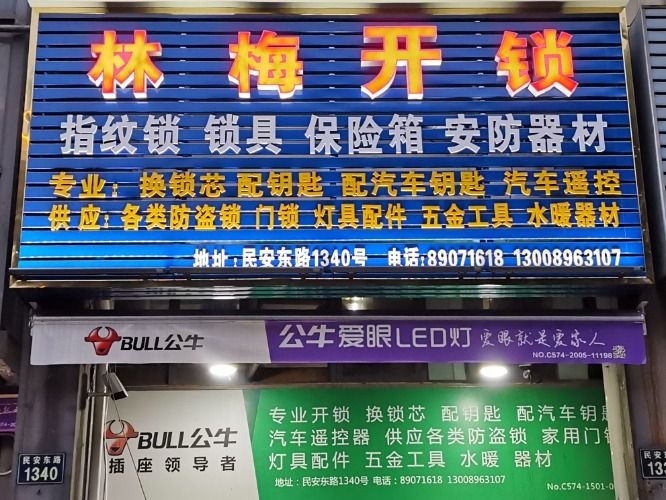 林梅开锁
指纹锁 锁具 保险箱 安防器材
专业：换锁芯 配钥匙 配汽车钥匙 汽车遥控
供应：各类防盗锁 门锁 灯具配件 五金工具 水暖器材
地址：民安东路1340号 电话：89071618 13008963107
BULL公牛 公牛爱眼LED灯 爱眼就是爱家人
NO.C574-2005-11198
BULL公牛
插座领导者
专业开锁 换锁芯 配钥匙 配汽车钥匙
汽车遥控器 供应各类防盗锁 家用门锁
灯具配件 五金工具 水暖 器材
地址：民安东路1340号 电话：89071618 13008963107
No.C574-1501-0
民安东路
1340
民安东
133